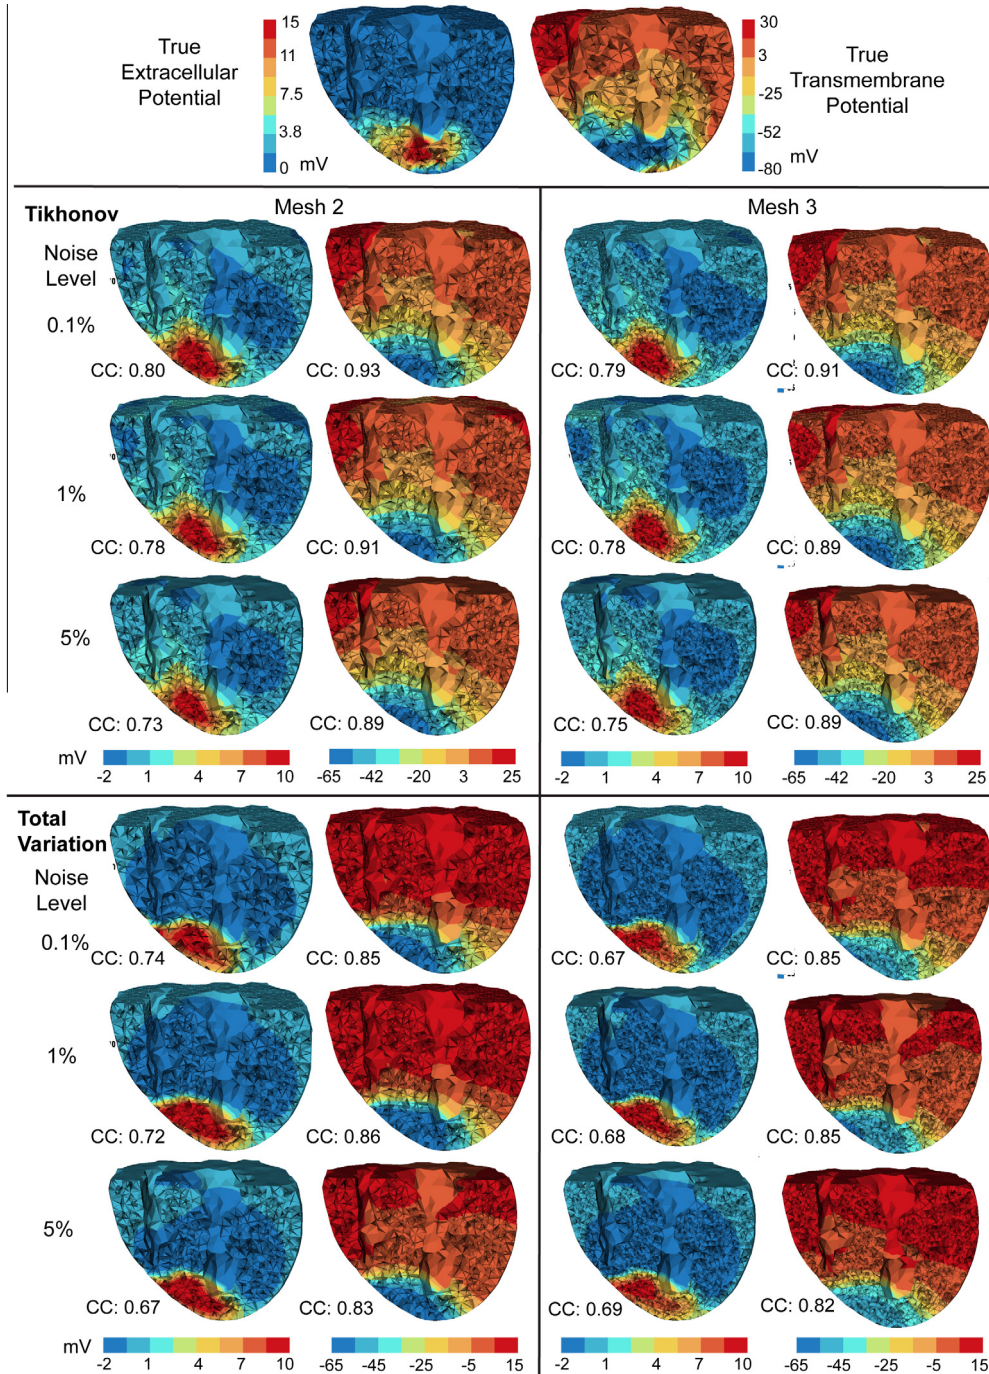 True
Extracellular
Potential
15
11
7.5
3.8
0 mV
30
3
-25
-52
-80 mV
True
Transmembrane
Potential
Tikhonov
Mesh 2
Mesh 3
Noise
Level
0.1%
CC: 0.80
CC: 0.93
CC: 0.79
CC: 0.91
1%
CC: 0.78
CC: 0.91
CC: 0.78
CC: 0.89
5%
CC: 0.73
CC: 0.89
CC: 0.75
CC: 0.89
mV
-2 1 4 7 10
-65 -42 -20 3 25
-2 1 4 7 10
-65 -42 -20 3 25
Total
Variation
Noise
Level
0.1%
CC: 0.74
CC: 0.85
CC: 0.67
CC: 0.85
1%
CC: 0.72
CC: 0.86
CC: 0.68
CC: 0.85
5%
CC: 0.67
CC: 0.83
CC: 0.69
CC: 0.82
mV
-2 1 4 7 10
-65 -45 -25 -5 15
-2 1 4 7 10
-65 -45 -25 -5 15